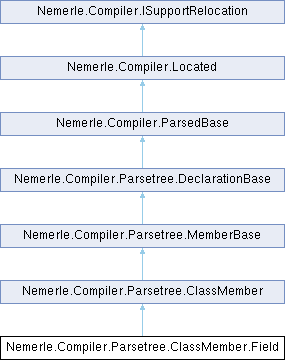 Nemerle.Compiler.ISupportRelocation
Nemerle.Compiler.Located
Nemerle.Compiler.ParsedBase
Nemerle.Compiler.Parsetree.DeclarationBase
Nemerle.Compiler.Parsetree.MemberBase
Nemerle.Compiler.Parsetree.ClassMember
Nemerle.Compiler.Parsetree.ClassMember.Field